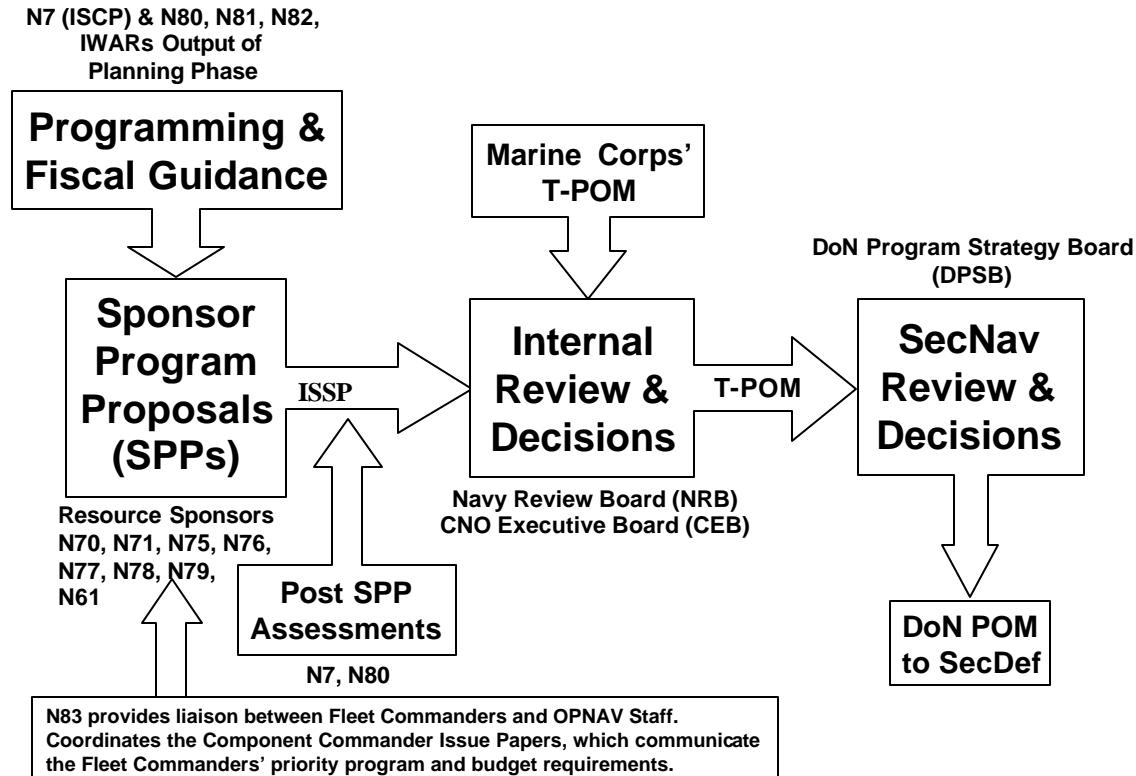 N7 (ISCP) & N80, N81, N82,
IWARs Output of
Planning Phase
Programming &
Fiscal Guidance
Marine Corps’
T-POM
DoN Program Strategy Board
(DPSB)
Sponsor
Program
Proposals
(SPPs)
ISSP
Internal
Review &
Decisions
T-POM
SecNav
Review &
Decisions
Navy Review Board (NRB)
CNO Executive Board (CEB)
Resource Sponsors
N70, N71, N75, N76,
N77, N78, N79,
N61
Post SPP
Assessments
N7, N80
DoN POM
to SecDef
N83 provides liaison between Fleet Commanders and OPNAV Staff.
Coordinates the Component Commander Issue Papers, which communicate
the Fleet Commanders’ priority program and budget requirements.